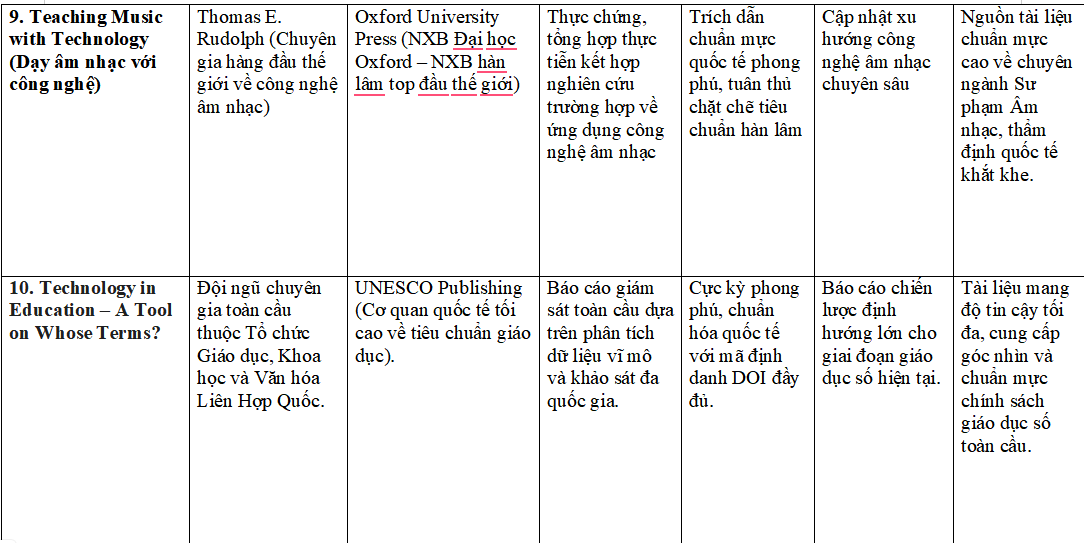 9. Teaching Music
with Technology
(Dạy âm nhạc với
công nghệ)
Thomas E.
Rudolph (Chuyên
gia hàng đầu thế
giới về công nghệ
âm nhạc)
Oxford University
Press (NXB Đại học
Oxford – NXB hàn
lâm top đầu thế giới)
Thực chứng,
tổng hợp thực
tiễn kết hợp
nghiên cứu
trường hợp về
ứng dụng công
nghệ âm nhạc
Trích dẫn
chuẩn mực
quốc tế phong
phú, tuân thủ
chặt chẽ tiêu
chuẩn hàn lâm
Cập nhật xu
hướng công
nghệ âm nhạc
chuyên sâu
Nguồn tài liệu
chuẩn mực
cao về chuyên
ngành Sư
phạm Âm
nhạc, thẩm
định quốc tế
khắt khe.
10. Technology in
Education – A Tool
on Whose Terms?
Đội ngũ chuyên
gia toàn cầu
thuộc Tổ chức
Giáo dục, Khoa
học và Văn hóa
Liên Hợp Quốc.
UNESCO Publishing
(Cơ quan quốc tế tối
cao về tiêu chuẩn giáo
dục).
Báo cáo giám
sát toàn cầu dựa
trên phân tích
dữ liệu vĩ mô
và khảo sát đa
quốc gia.
Cực kỳ phong
phú, chuẩn
hóa quốc tế
với mã định
danh DOI đầy
đủ.
Báo cáo chiến
lược định
hướng lớn cho
giai đoạn giáo
dục số hiện tại.
Tài liệu mang
độ tin cậy tối
đa, cung cấp
góc nhìn và
chuẩn mực
chính sách
giáo dục số
toàn cầu.